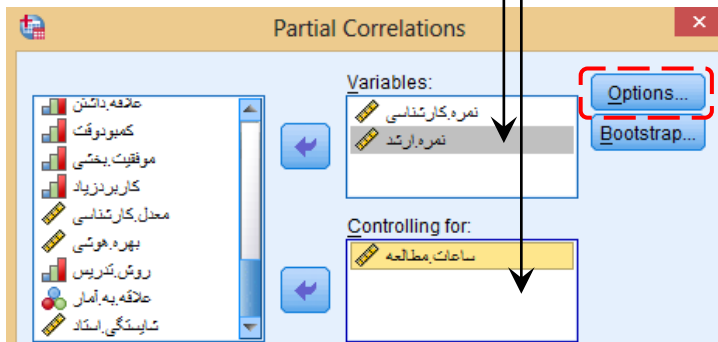 Partial Correlations
Variables:
Options...
Bootstrap...
نمره.کارشناسی
نمره.ارشد
Controlling for:
ساعات.مطالعه
علاقه.داشتن
کمبودوقت
موفقیت.بخشی
کاربردزیاد
معدل.کارشناسی
بهره.هوشی
روش.تدریس
علاقه.به.آمار
شایستگی.استاد